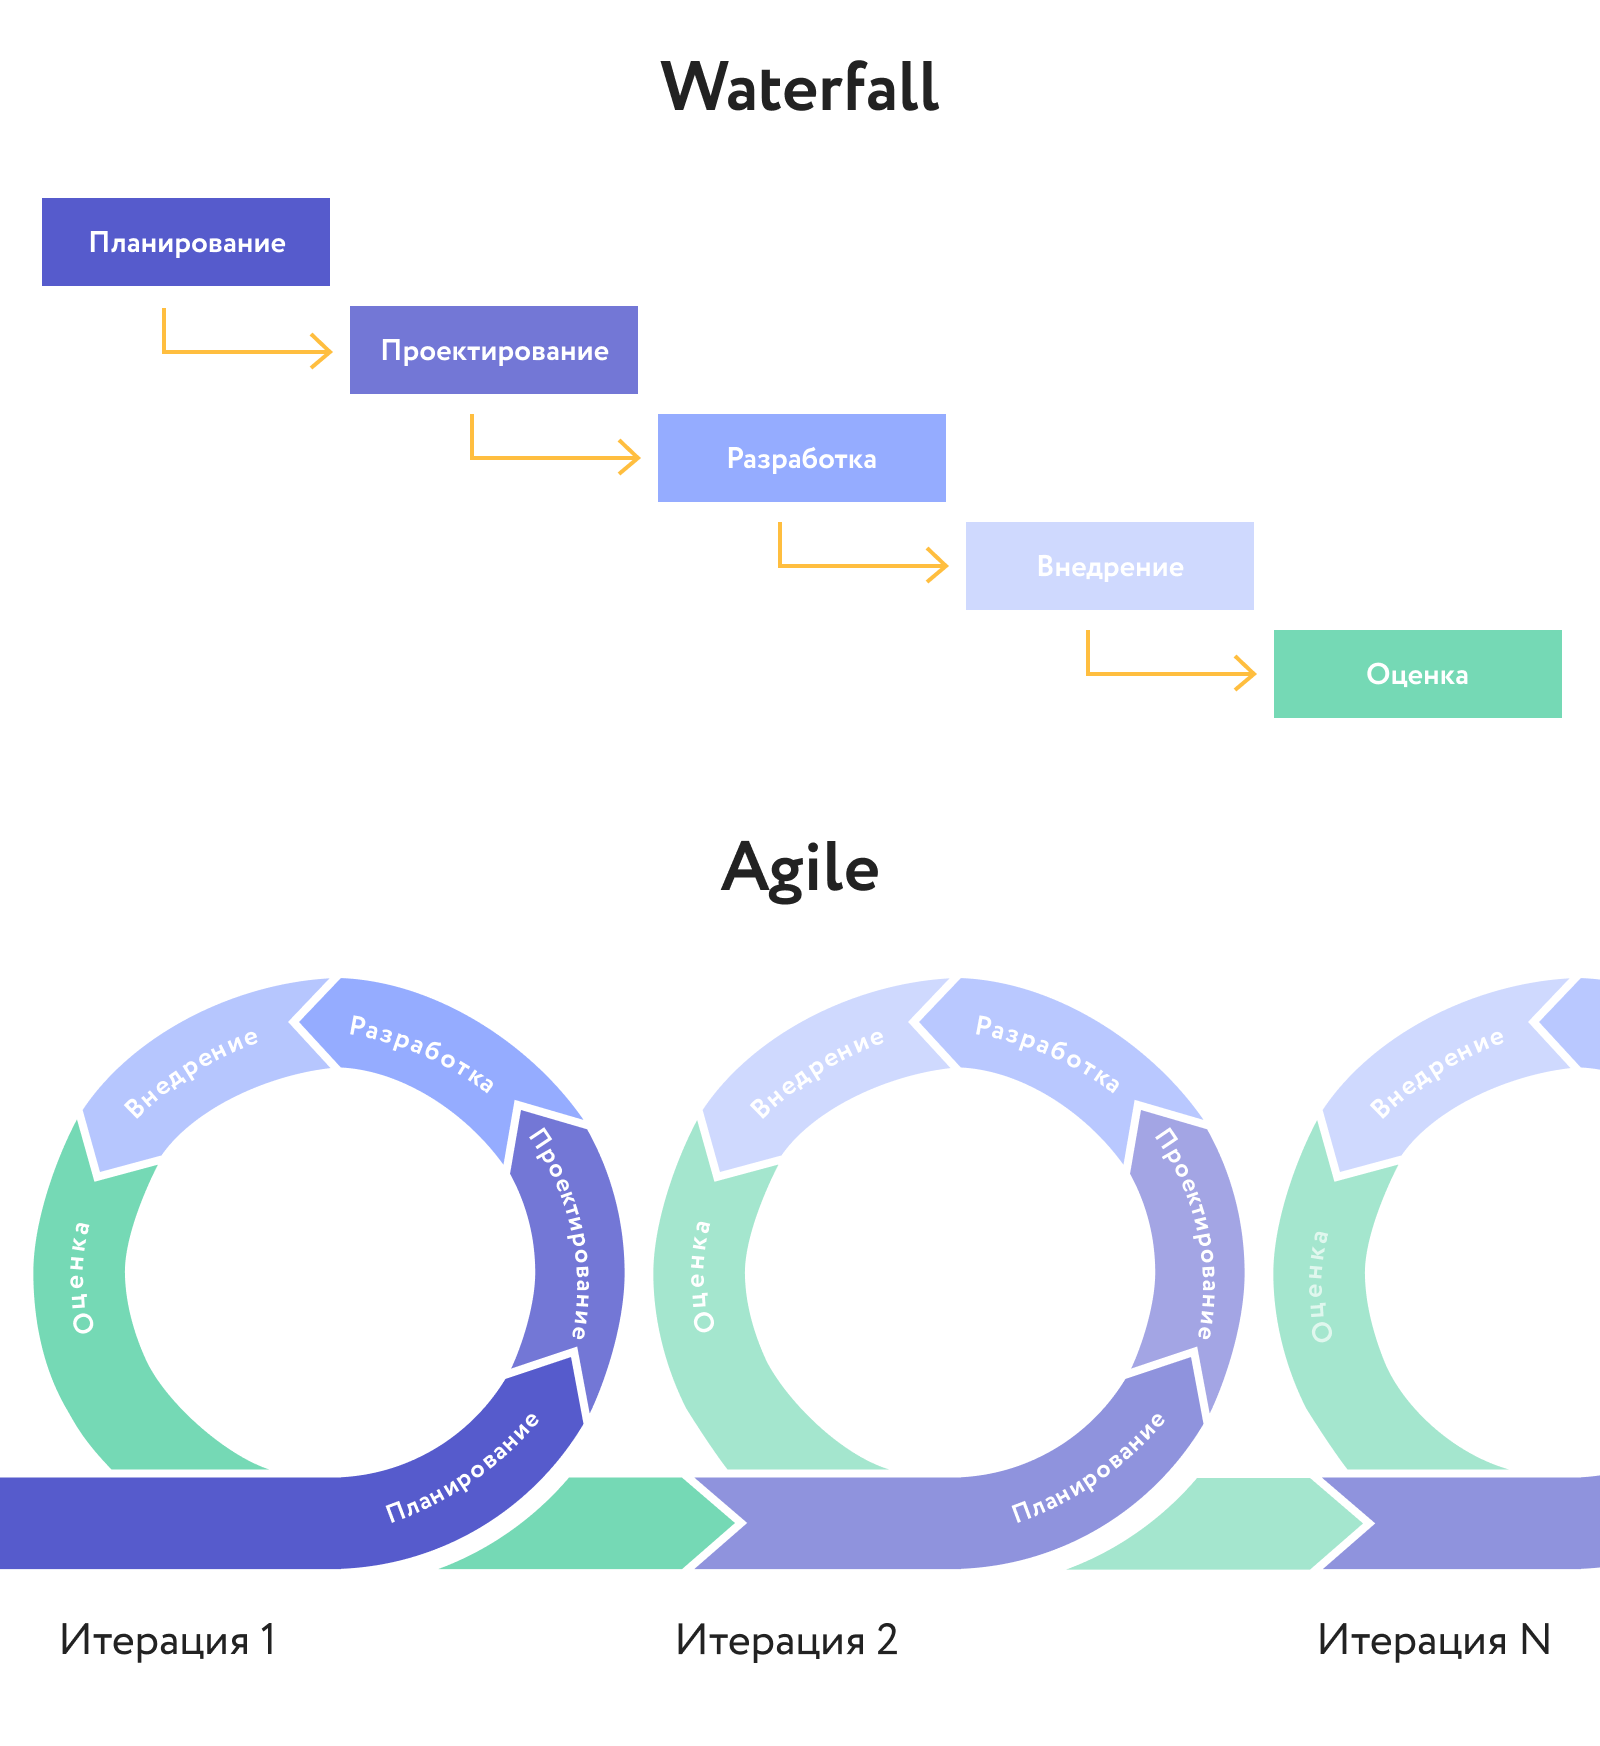 Waterfall
Планирование
Проектирование
Разработка
Внедрение
Оценка
Agile
Внедрение
Разработка
Проектирование
Оценка
Планирование
Внедрение
Разработка
Проектирование
Оценка
Планирование
Внедрение
Оценка
Итерация 1
Итерация 2
Итерация N